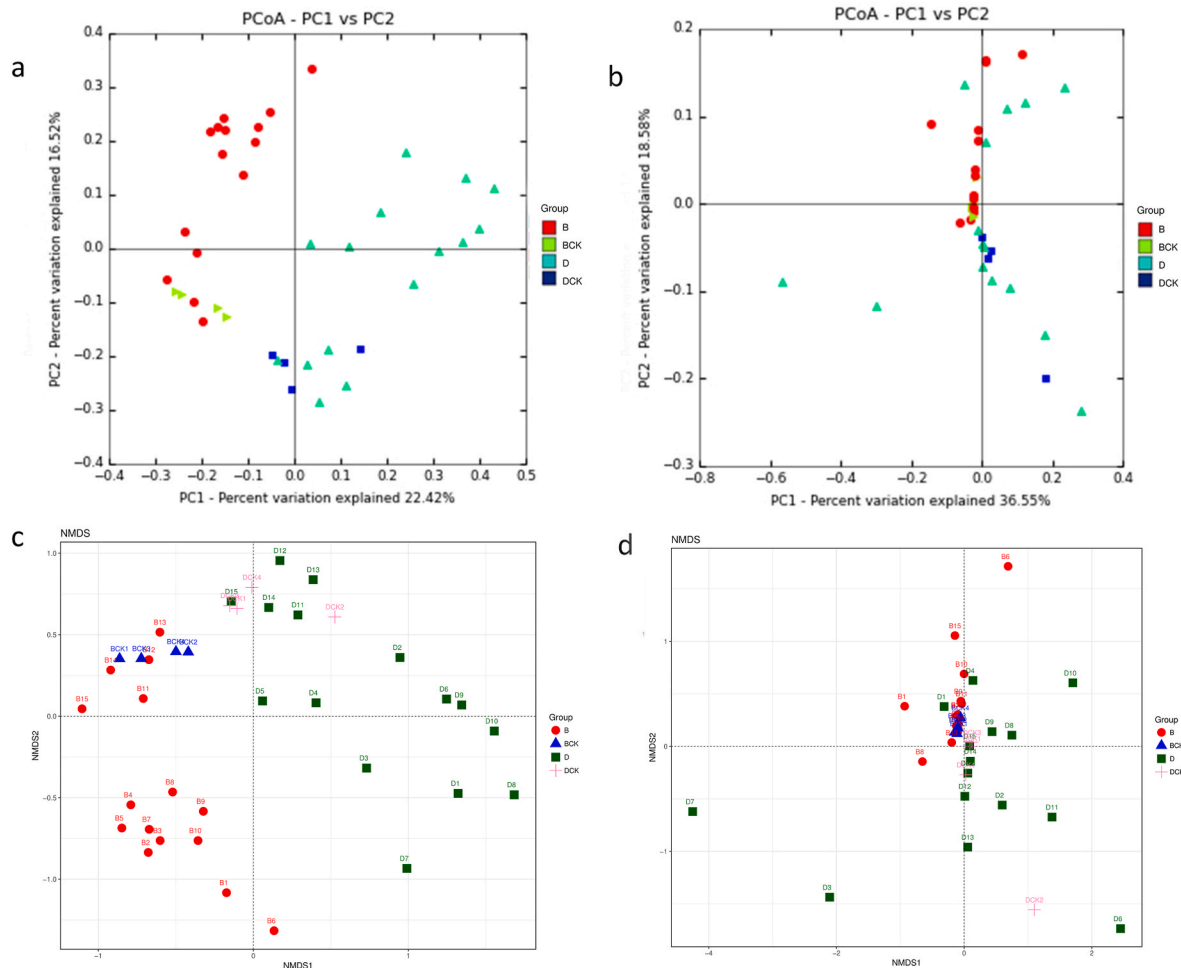 a
PCoA - PC1 vs PC2
0.4
0.3
0.2
0.1
0.0
−0.1
−0.2
−0.3
−0.4
PC2 - Percent variation explained 16.52%
−0.4 −0.3 −0.2 −0.1 0.0 0.1 0.2 0.3 0.4 0.5
PC1 - Percent variation explained 22.42%
Group
B
BCK
D
DCK
b
PCoA - PC1 vs PC2
0.2
0.1
0.0
−0.1
−0.2
−0.3
PC2 - Percent variation explained 18.58%
−0.8 −0.6 −0.4 −0.2 0.0 0.2 0.4
PC1 - Percent variation explained 36.55%
Group
B
BCK
D
DCK
c
NMDS
D12
DCK4
D13
D15
D14
D11
DCK2
B13
BCK1
BCK2
D2
B11
B15
D5
D4
D6
D9
D10
D3
B8
D1
D8
B4
B9
B5
B7
B3
B10
B2
D7
B1
B6
1.0
0.5
0.0
−0.5
−1.0
NMDS2
−1 0 1
NMDS1
Group
B
BCK
D
DCK
d
NMDS
B6
B15
D4
D10
B1
D1
D9
D8
B8
D12
D2
D11
D7
D13
D3
DCK2
D6
1
0
−1
NMDS2
−4 −2 0 2
NMDS1
Group
B
BCK
D
DCK